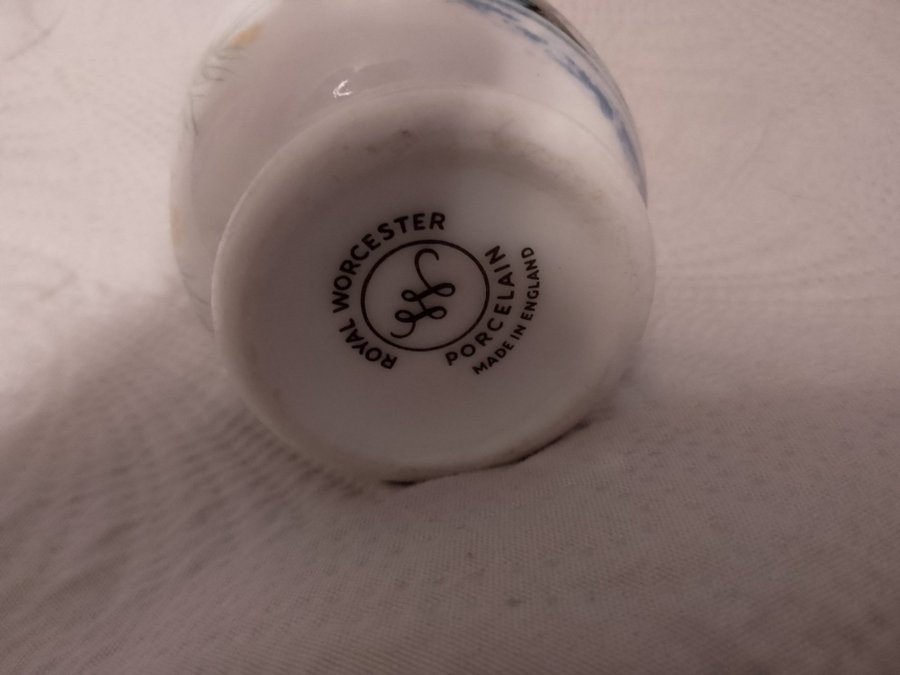 ROYAL WORCESTER
PORCELAIN
MADE IN ENGLAND